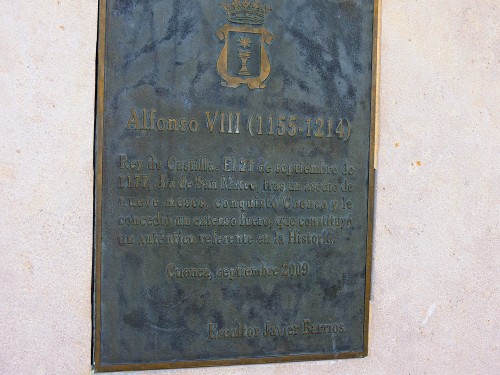 Alfonso VIII (1155-1214)
Rey de Castilla. El 21 de septiembre de
1177, día de San Mateo, tras un asedio de
nueve meses, conquistó Cuenca y le
concedió un extenso fuero, que constituyó
un auténtico referente en la Historia.
Cuenca, septiembre 2009
Escultor Javier Barrios